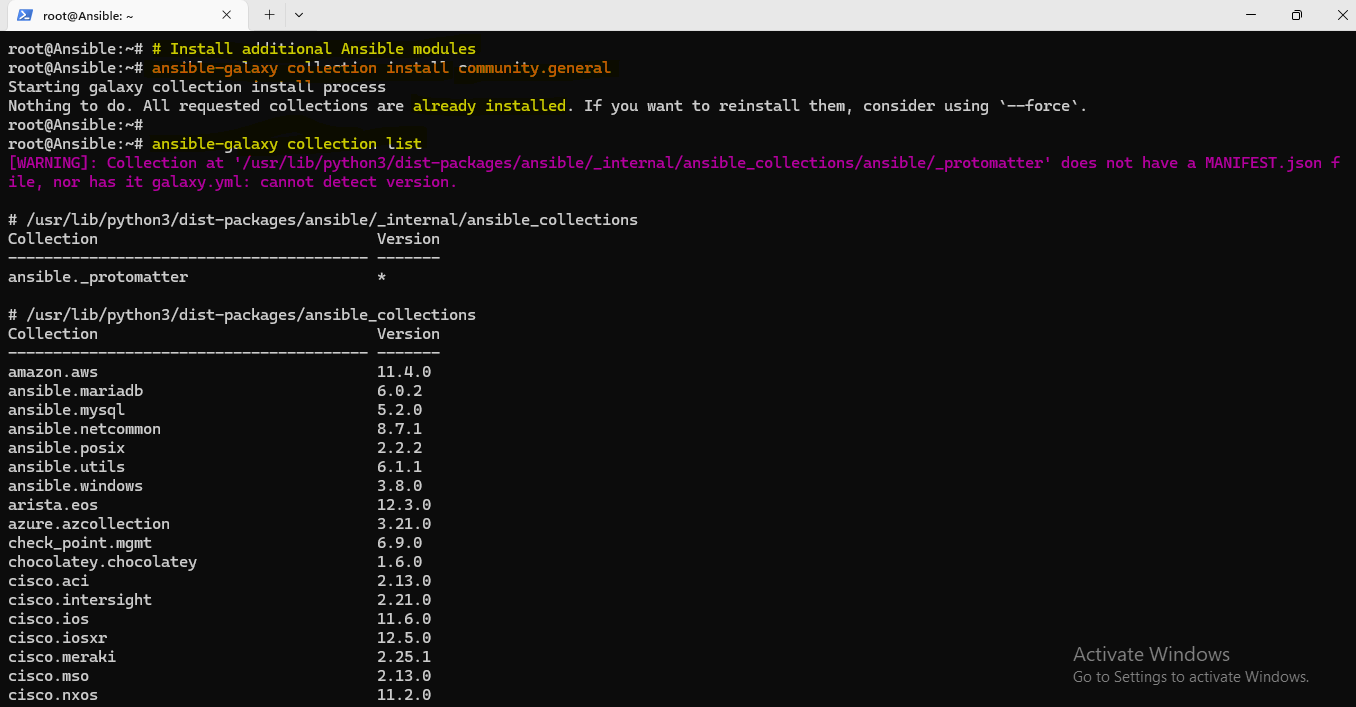 root@Ansible: ~
root@Ansible:~# # Install additional Ansible modules
root@Ansible:~# ansible-galaxy collection install community.general
Starting galaxy collection install process
Nothing to do. All requested collections are already installed. If you want to reinstall them, consider using `--force`.
root@Ansible:~#
root@Ansible:~# ansible-galaxy collection list
[WARNING]: Collection at '/usr/lib/python3/dist-packages/ansible/_internal/ansible_collections/ansible/_protomatter' does not have a MANIFEST.json f
ile, nor has it galaxy.yml: cannot detect version.
# /usr/lib/python3/dist-packages/ansible/_internal/ansible_collections
Collection                               Version
---------------------------------------- -------
ansible._protomatter                     *
# /usr/lib/python3/dist-packages/ansible_collections
Collection                               Version
---------------------------------------- -------
amazon.aws                               11.4.0
ansible.mariadb                          6.0.2
ansible.mysql                            5.2.0
ansible.netcommon                        8.7.1
ansible.posix                            2.2.2
ansible.utils                            6.1.1
ansible.windows                          3.8.0
arista.eos                               12.3.0
azure.azcollection                       3.21.0
check_point.mgmt                         6.9.0
chocolatey.chocolatey                    1.6.0
cisco.aci                                2.13.0
cisco.intersight                         2.21.0
cisco.ios                                11.6.0
cisco.iosxr                              12.5.0
cisco.meraki                             2.25.1
cisco.mso                                2.13.0
cisco.nxos                               11.2.0
Activate Windows
Go to Settings to activate Windows.